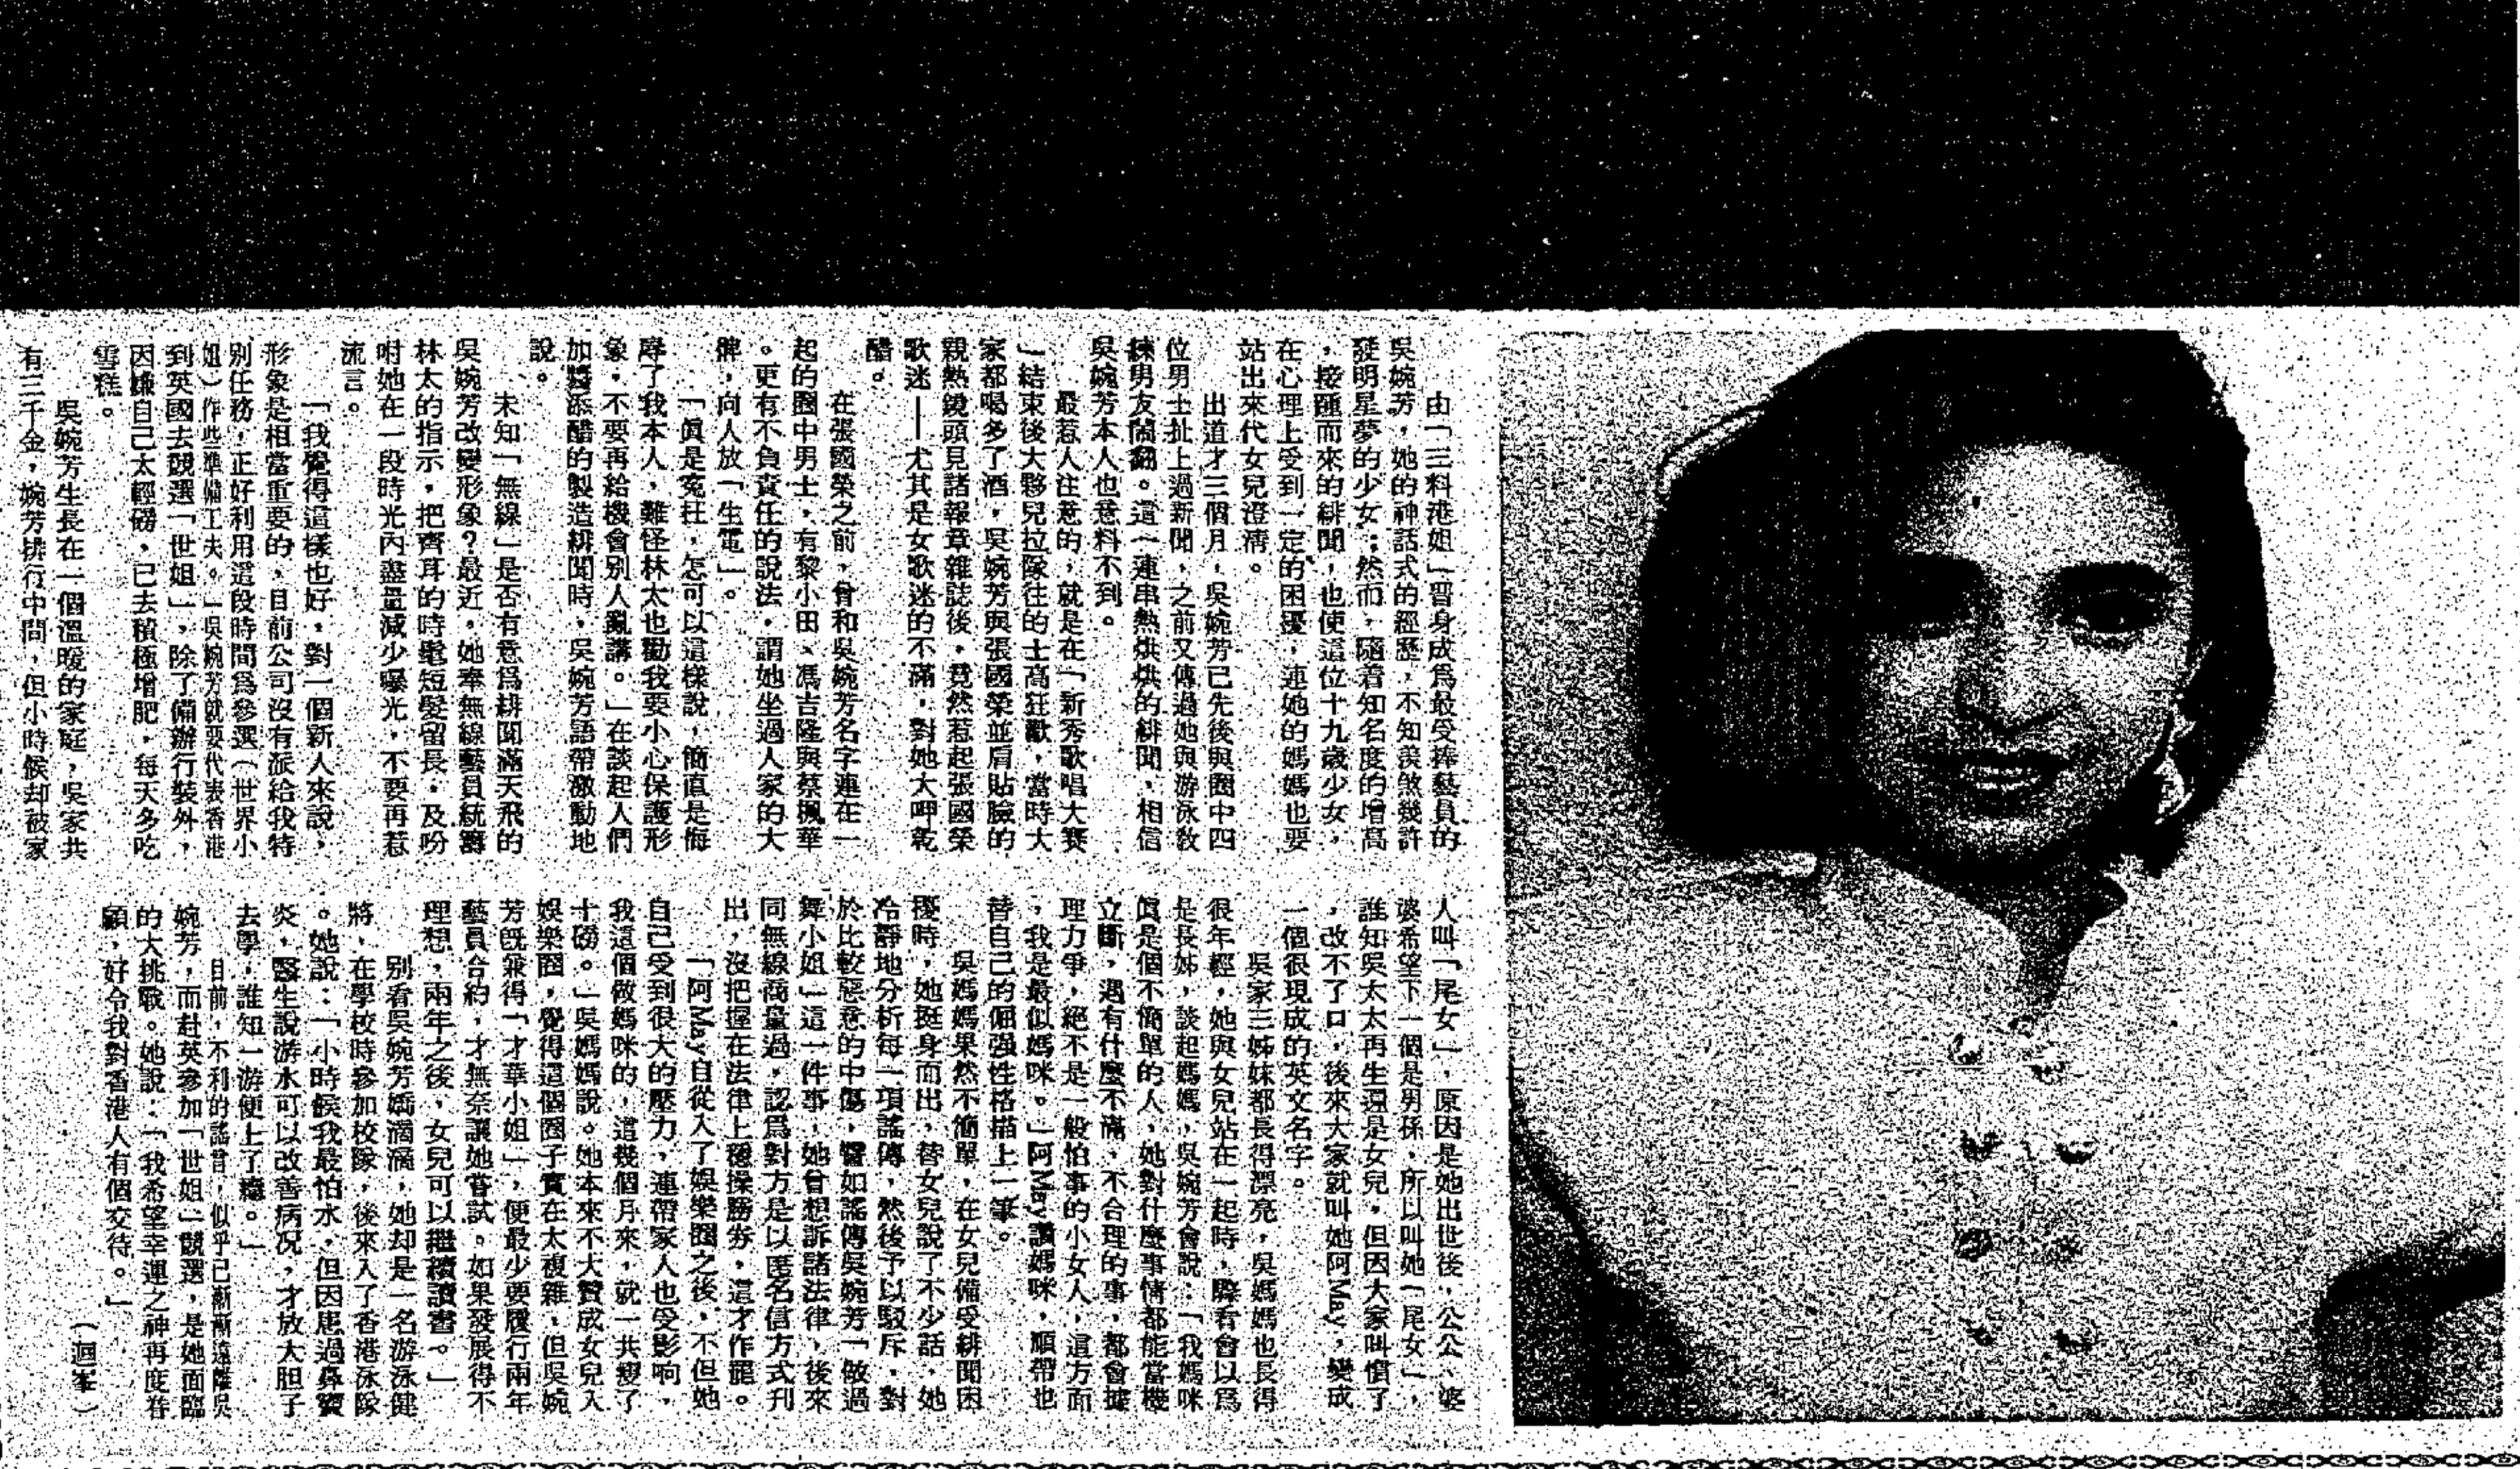 由「三料港姐」晋身成為最受捧藝員的
吳婉芳，她的神話式的經歷，不知羨煞幾許
發明星夢的少女；然而，隨着知名度的增高
，接踵而來的緋聞，也使這位十九歲少女，
在心理上受到一定的困擾，連她的媽媽也要
站出來代女兒澄清。
出道才三個月，吳婉芳已先後與圈中四
位男士扯上過新聞，之前又傳過她與游泳教
練男友鬧翻。這一連串熱烘烘的緋聞，相信
吳婉芳本人也意料不到。
最惹人注意的，就是在「新秀歌唱大賽
」結束後大夥兒拉隊往的士高狂歡，當時大
家都喝多了酒，吳婉芳與張國榮並肩貼臉的
親熱鏡頭見諸報章雜誌後，竟然惹起張國榮
歌迷——尤其是女歌迷的不滿，對她大呷乾
醋。
在張國榮之前，曾和吳婉芳名字連在一
起的圈中男士，有黎小田、馮吉隆與蔡楓華
。更有不負責任的說法，謂她坐過人家的大
髀，向人放「生電」。
「眞是寃枉，怎可以這樣說，簡直是侮
辱了我本人，難怪林太也勸我要小心保護形
象，不要再給機會別人亂講。」在談起人們
加鹽添醋的製造緋聞時，吳婉芳語帶激動地
說。
未知「無線」是否有意為緋聞滿天飛的
吳婉芳改變形象？最近，她奉無線藝員統籌
林太的指示，把齊耳的時髦短髮留長，及吩
咐她在一段時光內盡量減少曝光，不要再惹
流言。
「我覺得這樣也好，對一個新人來說，
形象是相當重要的，目前公司沒有派給我特
別任務，正好利用這段時間為參選（世界小
姐）作些準備工夫。」吳婉芳就要代表香港
到英國去競選「世姐」，除了備辦行裝外，
因嫌自己太輕磅，已去積極增肥，每天多吃
雪糕。
吳婉芳生長在一個溫暖的家庭，吳家共
有三千金，婉芳排行中間，但小時候却被家
人叫「尾女」，原因是她出世後，公公、婆
婆希望下一個是男孫，所以叫她「尾女」，
誰知吳太太再生還是女兒，但因大家叫慣了
，改不了口，後來大家就叫她阿May，變成
一個很現成的英文名字。
吳家三姊妹都長得漂亮，吳媽媽也長得
很年輕，她與女兒站在一起時，驟看會以為
是長姊，談起媽媽，吳婉芳會說：「我媽咪
眞是個不簡單的人，她對什麼事情都能當機
立斷，遇有什麼不滿，不合理的事，都會據
理力爭，絕不是一般怕事的小女人，這方面
，我是最似媽咪。」阿May讚媽咪，順帶也
替自己的倔強性格描上一筆。
吳媽媽果然不簡單，在女兒備受緋聞困
擾時，她挺身而出，替女兒說了不少話，她
冷靜地分析每一項謠傳，然後予以駁斥，對
於比較惡意的中傷，譬如謠傳吳婉芳「做過
舞小姐」這一件事，她曾想訴諸法律，後來
同無線商量過，認為對方是以匿名信方式刊
出，沒把握在法律上穩操勝券，這才作罷。
「阿May自從入了娛樂圈之後，不但她
自己受到很大的壓力，連帶家人也受影响，
我這個做媽咪的，這幾個月來，就一共瘦了
十磅。」吳媽媽說。她本來不大贊成女兒入
娛樂圈，覺得這個圈子實在太複雜，但吳婉
芳旣兼得「才華小姐」，便最少要履行兩年
藝員合約，才無奈讓她嘗試。如果發展得不
理想，兩年之後，女兒可以繼續讀書。」
別看吳婉芳嬌滴滴，她却是一名游泳健
將，在學校時參加校隊，後來入了香港泳隊
。她說：「小時候我最怕水，但因患過鼻竇
炎，醫生說游水可以改善病况，才放大胆子
去學，誰知一游便上了癮。」
目前，不利的謠言，似乎已漸漸遠離吳
婉芳，而赴英參加「世姐」競選，是她面臨
的大挑戰。她說：「我希望幸運之神再度眷
顧，好令我對香港人有個交待。」
（迴峯）